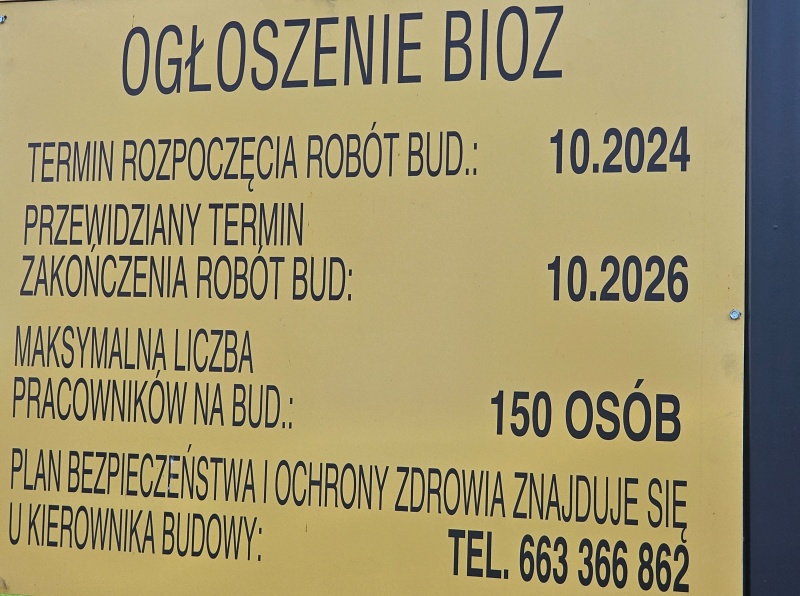 OGŁOSZENIE BIOZ
TERMIN ROZPOCZĘCIA ROBÓT BUD.: 10.2024
PRZEWIDZIANY TERMIN
ZAKOŃCZENIA ROBÓT BUD: 10.2026
MAKSYMALNA LICZBA
PRACOWNIKÓW NA BUD.: 150 OSÓB
PLAN BEZPIECZEŃSTWA I OCHRONY ZDROWIA ZNAJDUJE SIĘ
U KIEROWNIKA BUDOWY: TEL. 663 366 862